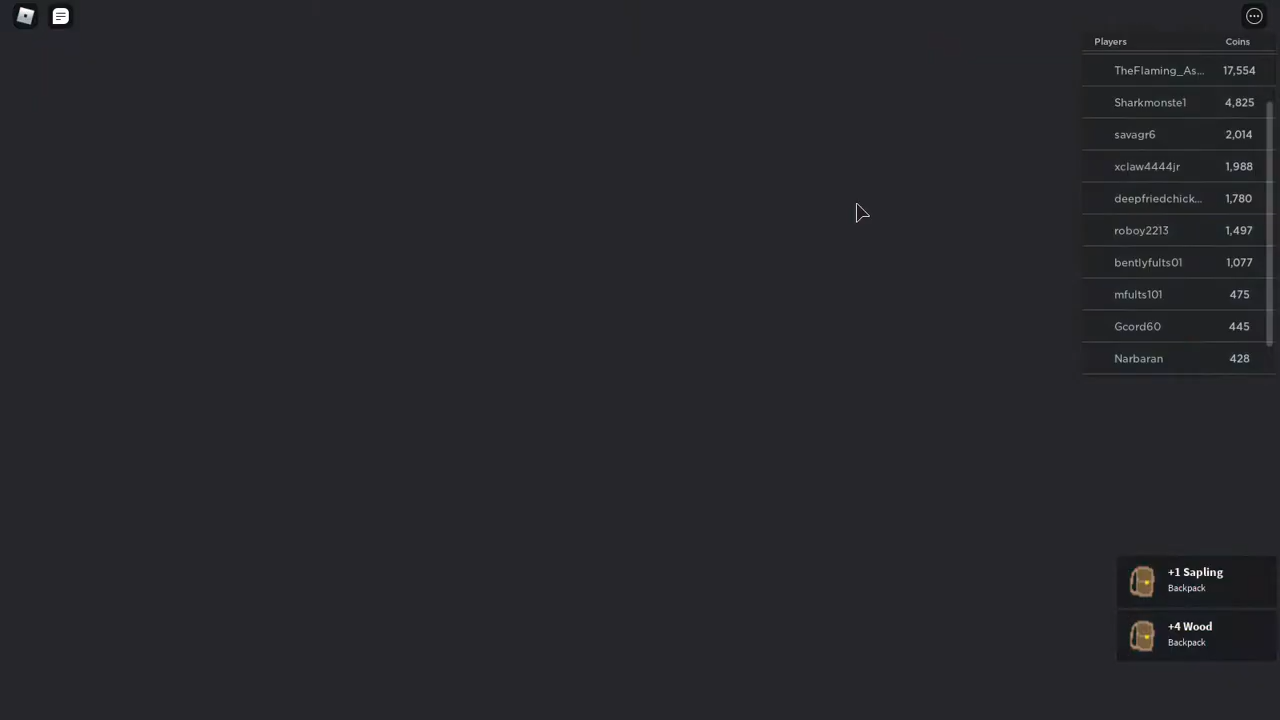 Players Coins
TheFlaming_As... 17,554
Sharkmonste1 4,825
savagr6 2,014
xclaw4444jr 1,988
deepfriedchick... 1,780
roboy2213 1,497
bentlyfults01 1,077
mfults101 475
Gcord60 445
Narbaran 428
+1 Sapling
Backpack
+4 Wood
Backpack